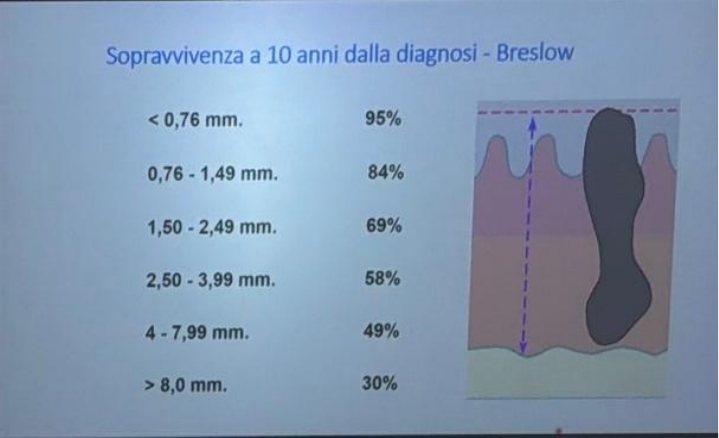 Sopravvivenza a 10 anni dalla diagnosi - Breslow
< 0,76 mm. 95%
0,76 - 1,49 mm. 84%
1,50 - 2,49 mm. 69%
2,50 - 3,99 mm. 58%
4 - 7,99 mm. 49%
> 8,0 mm. 30%